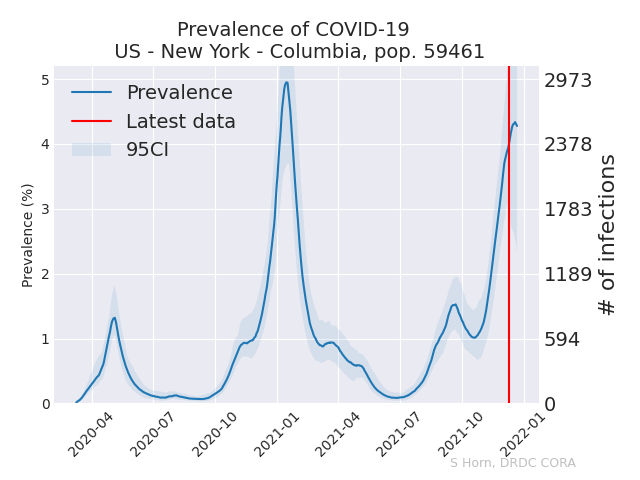 Prevalence of COVID-19
US - New York - Columbia, pop. 59461
Prevalence
Latest data
95CI
Prevalence (%)
5
4
3
2
1
0
2973
2378
1783
1189
594
0
# of infections
2020-04
2020-07
2020-10
2021-01
2021-04
2021-07
2021-10
2022-01
S Horn, DRDC CORA